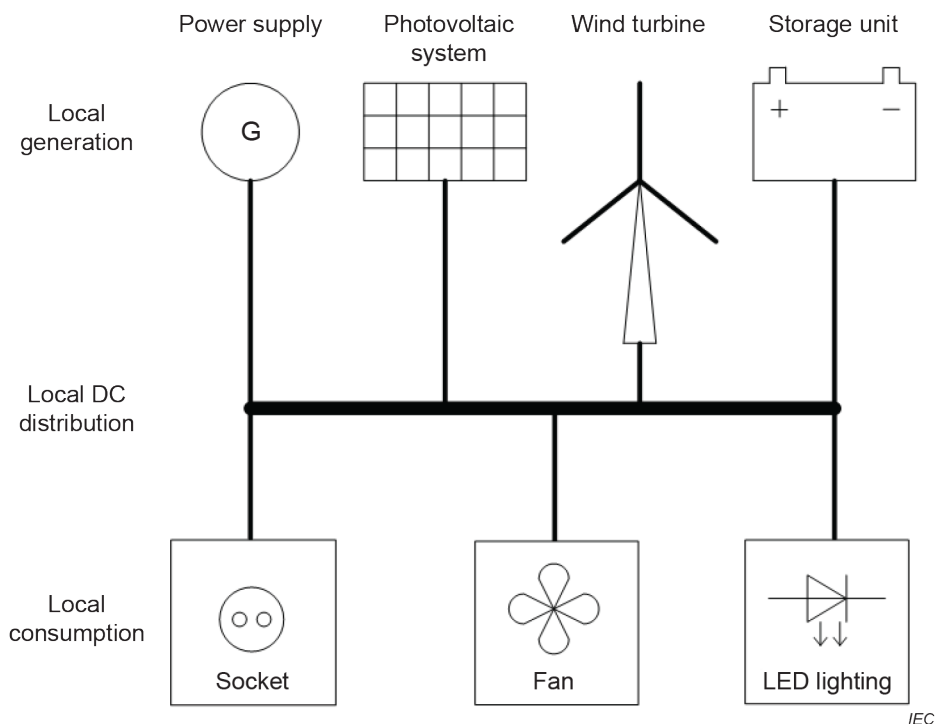 Power supply
Photovoltaic
system
Wind turbine
Storage unit
Local
generation
G
+
−
Local DC
distribution
Local
consumption
Socket
Fan
LED lighting
IEC